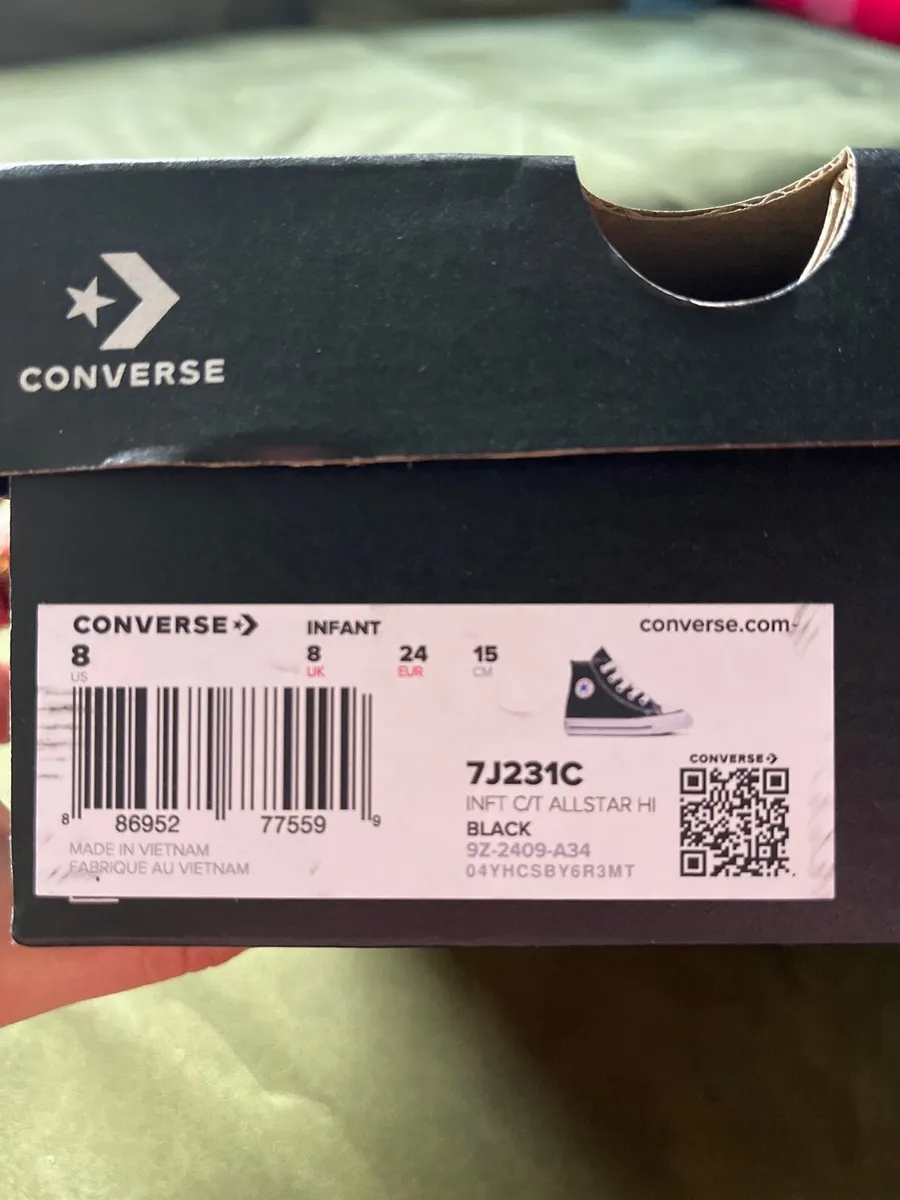 CONVERSE
CONVERSE
INFANT
converse.com
8
US
8
UK
24
EUR
15
CM
8 86952 77559 9
MADE IN VIETNAM
FABRIQUE AU VIETNAM
7J231C
INFT C/T ALLSTAR HI
BLACK
9Z-2409-A34
04YHCSBY6R3MT
CONVERSE